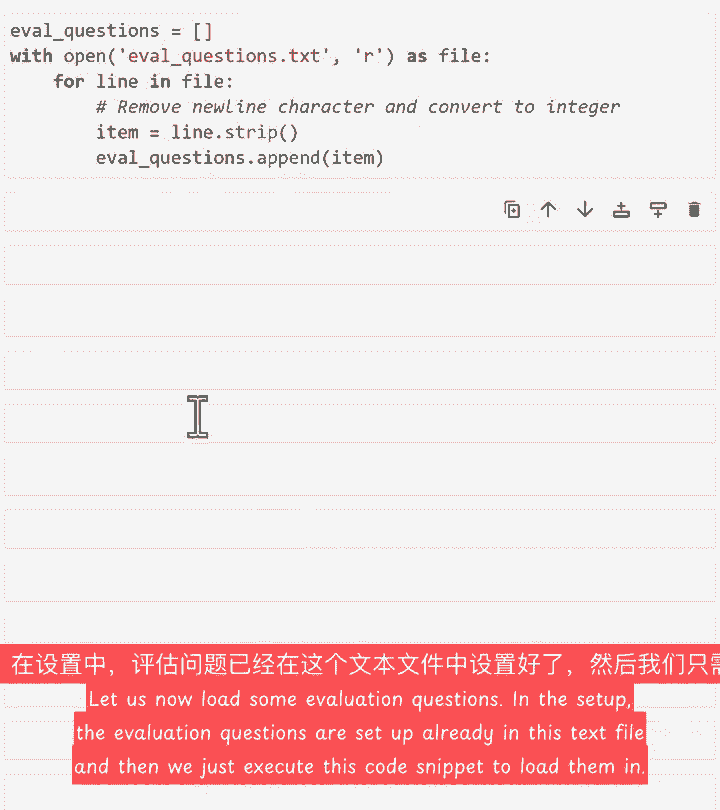 eval_questions = []
with open('eval_questions.txt', 'r') as file:
    for line in file:
        # Remove newline character and convert to integer
        item = line.strip()
        eval_questions.append(item)
在设置中，评估问题已经在这个文本文件中设置好了，然后我们只需
Let us now load some evaluation questions. In the setup,
the evaluation questions are set up already in this text file
and then we just execute this code snippet to load them in.